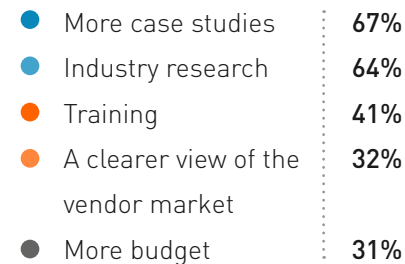 More case studies 67%
Industry research 64%
Training 41%
A clearer view of the 32%
vendor market
More budget 31%